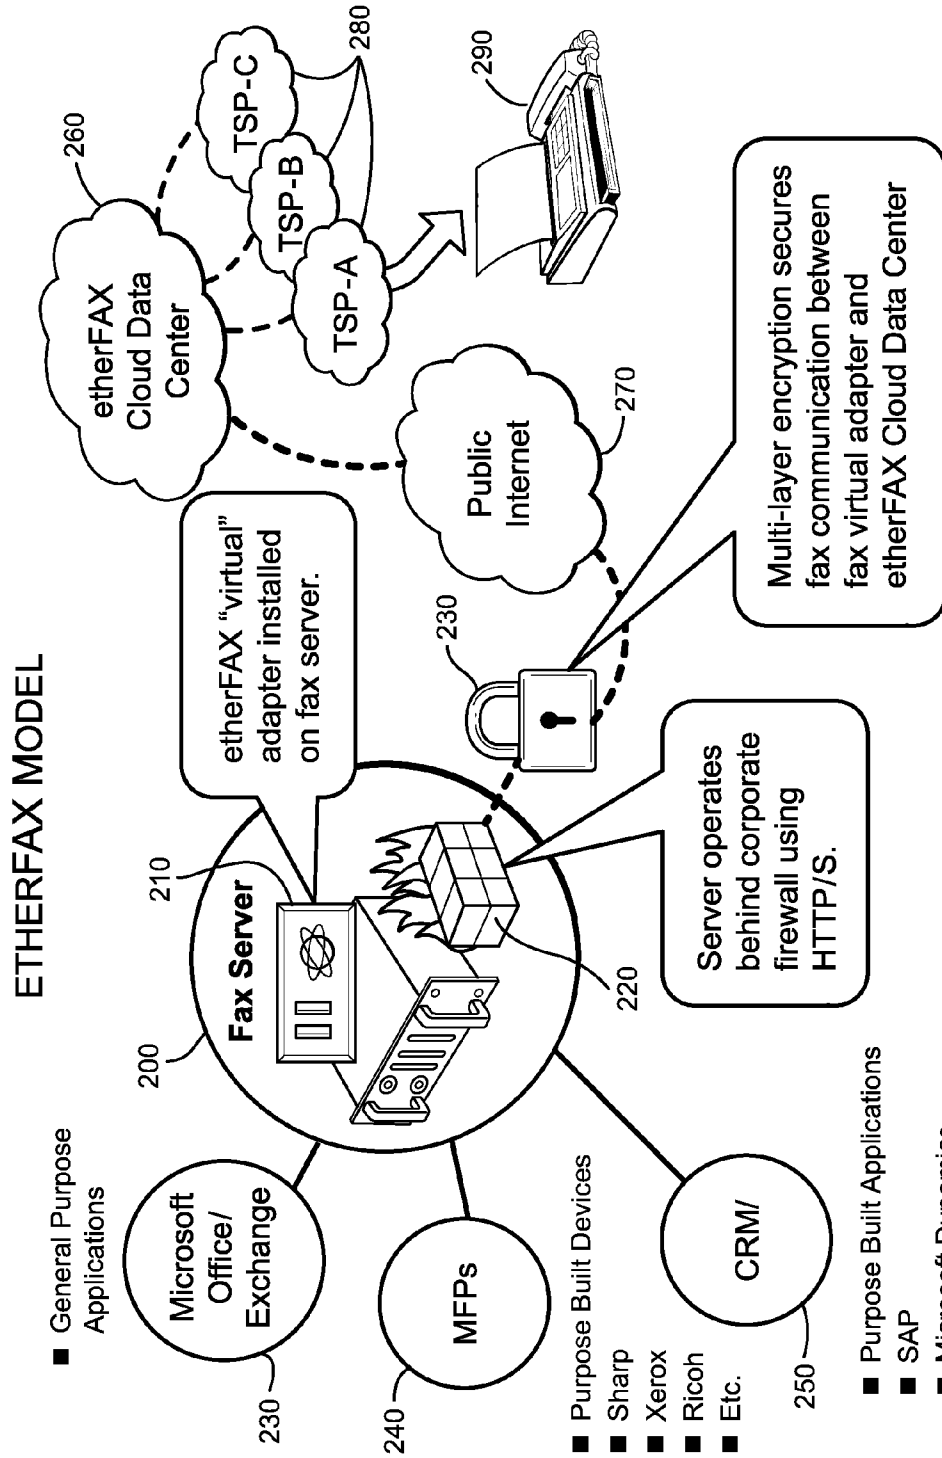 ETHERFAX MODEL
■ General Purpose
Applications
Microsoft
Office/
Exchange
230
MFPs
240
■ Purpose Built Devices
■ Sharp
■ Xerox
■ Ricoh
■ Etc.
CRM/
250
■ Purpose Built Applications
■ SAP
200
Fax Server
210
220
etherFAX “virtual”
adapter installed
on fax server.
Server operates
behind corporate
firewall using
HTTP/S.
230
Multi-layer encryption secures
fax communication between
fax virtual adapter and
etherFAX Cloud Data Center
Public
Internet
270
etherFAX
Cloud Data
Center
260
TSP-A
TSP-B
TSP-C
280
290